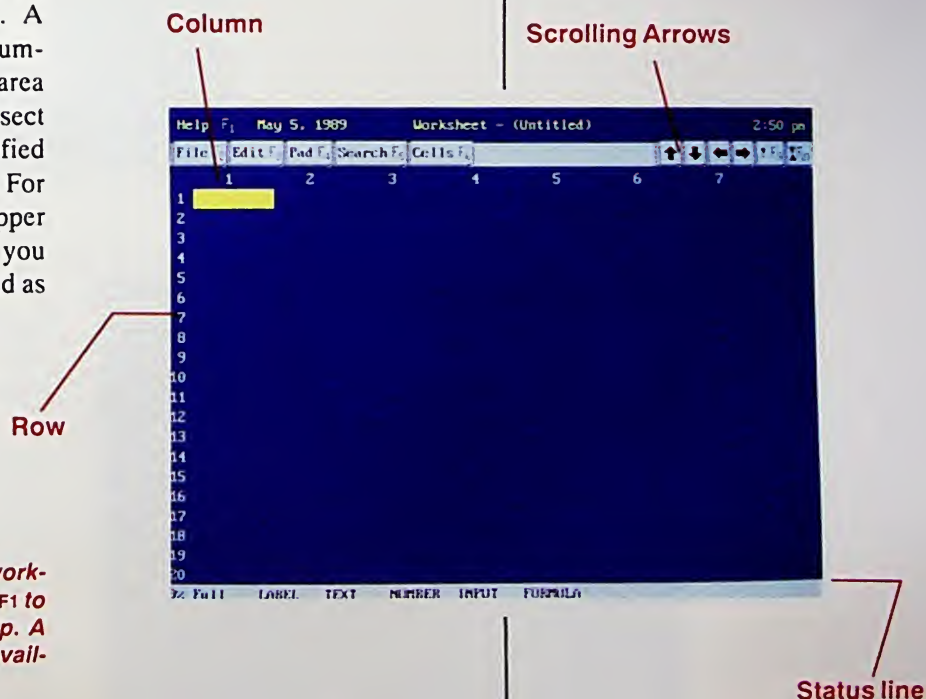 . A
um-
area
sect
fied
For
pper
you
d as
Column
Scrolling Arrows
Help F1 May 5, 1989 Worksheet - (Untitled) 2:50 pm
File Edit Pad Search Cells
1 2 3 4 5 6 7
1
2
3
4
5
6
7
8
9
10
11
12
13
14
15
16
17
18
19
20
Row
% Full LABEL TEXT NUMBER INPUT FORMULA
Status line
work-
F1 to
p. A
vail-